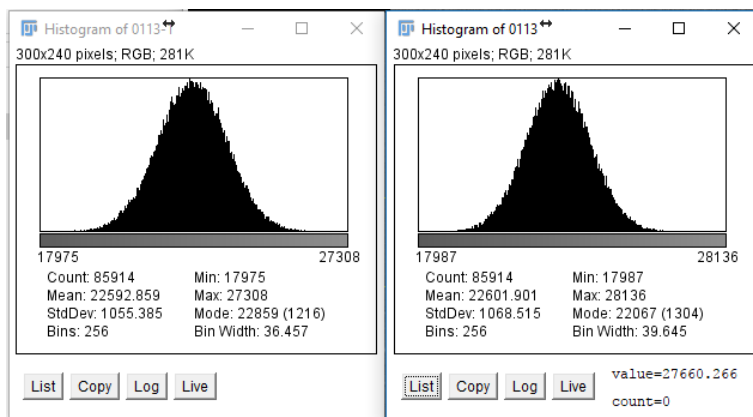 Histogram of 0113-1
300x240 pixels; RGB; 281K
17975 27308
Count: 85914 Min: 17975
Mean: 22592.859 Max: 27308
StdDev: 1055.385 Mode: 22859 (1216)
Bins: 256 Bin Width: 36.457
List Copy Log Live
Histogram of 0113
300x240 pixels; RGB; 281K
17987 28136
Count: 85914 Min: 17987
Mean: 22601.901 Max: 28136
StdDev: 1068.515 Mode: 22067 (1304)
Bins: 256 Bin Width: 39.645
List Copy Log Live
value=27660.266
count=0